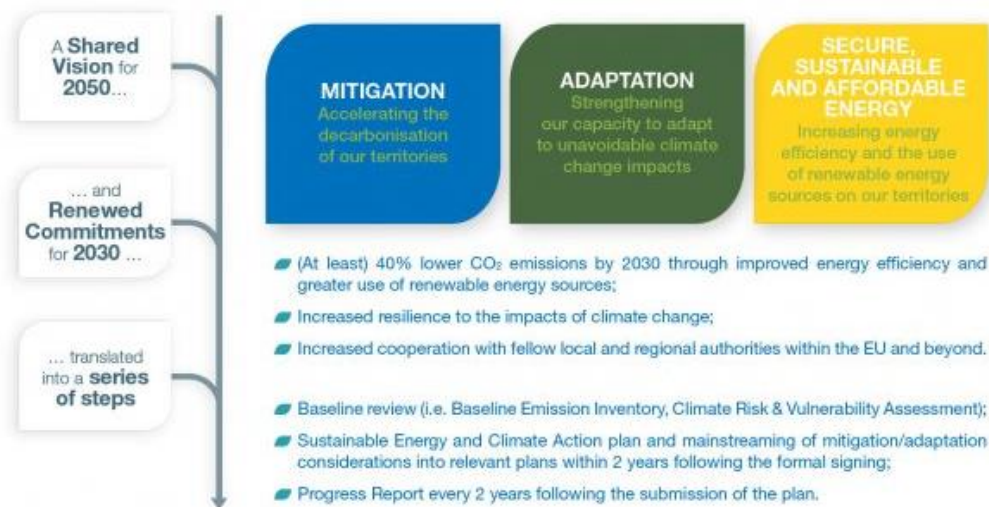 A Shared
Vision for
2050...
MITIGATION
Accelerating the
decarbonisation
of our territories
ADAPTATION
Strengthening
our capacity to adapt
to unavoidable climate
change impacts
SECURE,
SUSTAINABLE
AND AFFORDABLE
ENERGY
Increasing energy
efficiency and the use
of renewable energy
sources on our territories
... and
Renewed
Commitments
for 2030 ...
(At least) 40% lower CO₂ emissions by 2030 through improved energy efficiency and
greater use of renewable energy sources;
Increased resilience to the impacts of climate change;
Increased cooperation with fellow local and regional authorities within the EU and beyond.
... translated
into a series
of steps
Baseline review (i.e. Baseline Emission Inventory, Climate Risk & Vulnerability Assessment);
Sustainable Energy and Climate Action plan and mainstreaming of mitigation/adaptation
considerations into relevant plans within 2 years following the formal signing;
Progress Report every 2 years following the submission of the plan.